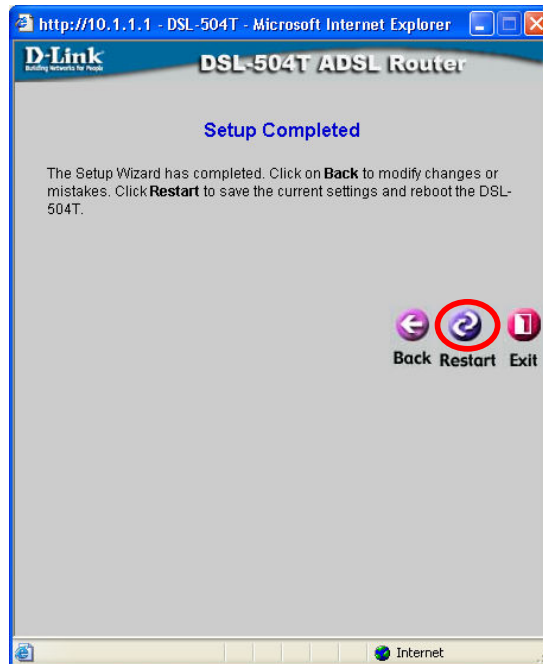 http://10.1.1.1 - DSL-504T - Microsoft Internet Explorer
D-Link
Building Networks for People
DSL-504T ADSL Router
Setup Completed
The Setup Wizard has completed. Click on Back to modify changes or
mistakes. Click Restart to save the current settings and reboot the DSL-
504T.
Back Restart Exit
Internet